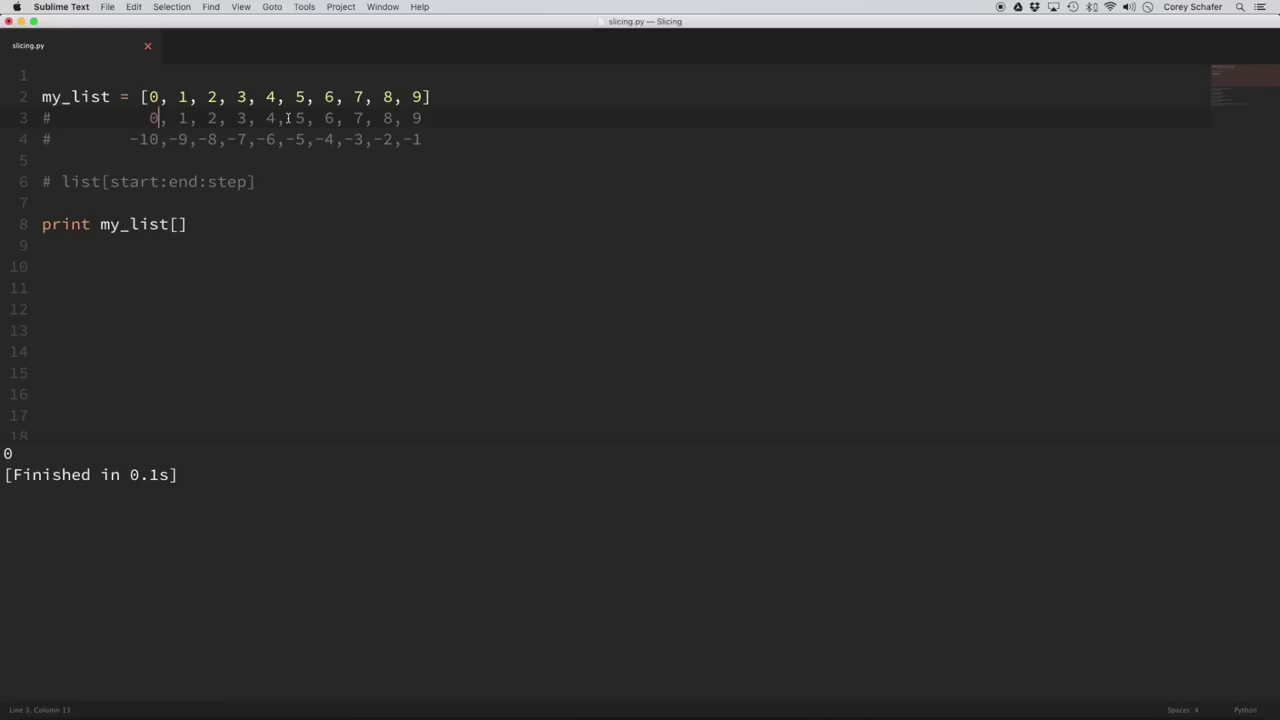 Sublime Text File Edit Selection Find View Goto Tools Project Window Help Corey Schafer
slicing.py — Slicing
slicing.py
1
2 my_list = [0, 1, 2, 3, 4, 5, 6, 7, 8, 9]
3 # 0, 1, 2, 3, 4, 5, 6, 7, 8, 9
4 # -10,-9,-8,-7,-6,-5,-4,-3,-2,-1
5
6 # list[start:end:step]
7
8 print my_list[]
9
10
11
12
13
14
15
16
17
18
0
[Finished in 0.1s]
Line 3, Column 13 Spaces: 4 Python